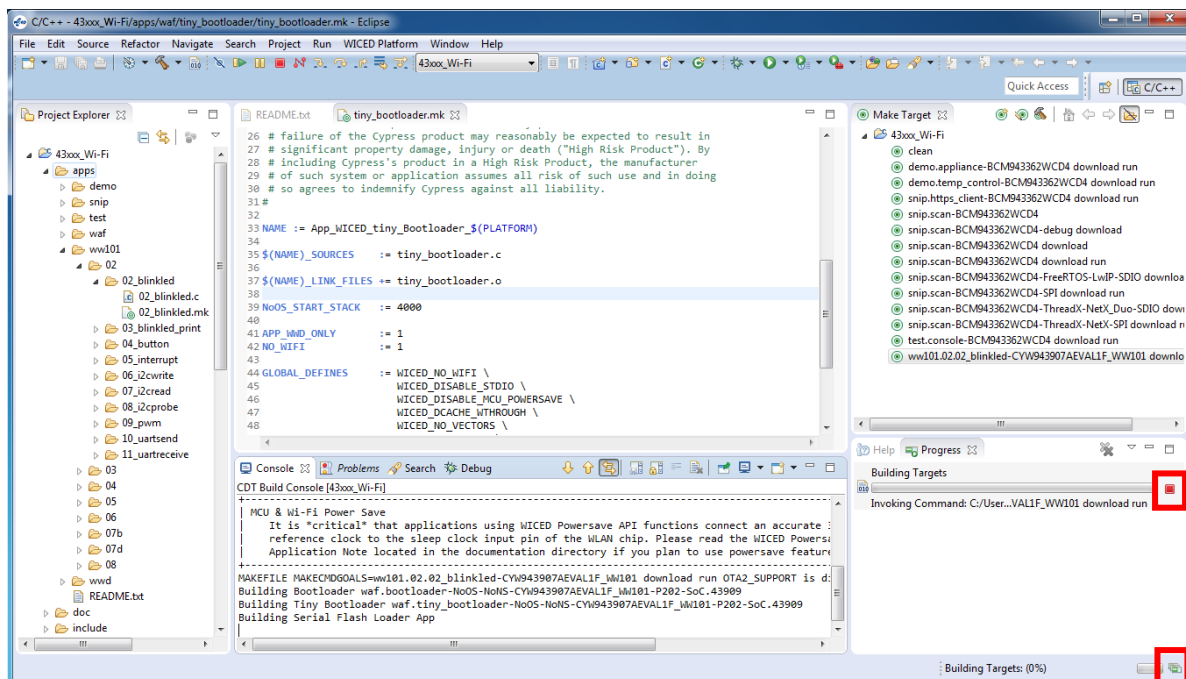 C/C++ - 43xxx_Wi-Fi/apps/waf/tiny_bootloader/tiny_bootloader.mk - Eclipse
File Edit Source Refactor Navigate Search Project Run WICED Platform Window Help
43xxx_Wi-Fi
Quick Access
C/C++
Project Explorer
43xxx_Wi-Fi
apps
demo
snip
test
waf
ww101
02
02_blinkled
02_blinkled.c
02_blinkled.mk
03_blinkled_print
04_button
05_interrupt
06_i2cwrite
07_i2cread
08_i2cprobe
09_pwm
10_uartsend
11_uartreceive
03
04
05
06
07b
07d
08
wwd
README.txt
doc
include
README.txt
tiny_bootloader.mk
26 # failure of the Cypress product may reasonably be expected to result in
27 # significant property damage, injury or death ("High Risk Product"). By
28 # including Cypress's product in a High Risk Product, the manufacturer
29 # of such system or application assumes all risk of such use and in doing
30 # so agrees to indemnify Cypress against all liability.
31 #
32
33 NAME := App_WICED_tiny_Bootloader_$(PLATFORM)
34
35 $(NAME)_SOURCES := tiny_bootloader.c
36
37 $(NAME)_LINK_FILES += tiny_bootloader.o
38
39 NoOS_START_STACK := 4000
40
41 APP_WWD_ONLY := 1
42 NO_WIFI := 1
43
44 GLOBAL_DEFINES := WICED_NO_WIFI \
45 WICED_DISABLE_STDIO \
46 WICED_DISABLE_MCU_POWERSAVE \
47 WICED_DCACHE_WTHROUGH \
48 WICED_NO_VECTORS \
Console Problems Search Debug
CDT Build Console [43xxx_Wi-Fi]
| MCU & Wi-Fi Power Save
| It is *critical* that applications using WICED Powersave API functions connect an accurate 3
| reference clock to the sleep clock input pin of the WLAN chip. Please read the WICED Powersa
| Application Note located in the documentation directory if you plan to use powersave feature
MAKEFILE MAKECMDGOALS=ww101.02.02_blinkled-CYW943907AEVAL1F_WW101 download run OTA2_SUPPORT is di
Building Bootloader waf.bootloader-NoOS-NoNS-CYW943907AEVAL1F_WW101-P202-SoC.43909
Building Tiny Bootloader waf.tiny_bootloader-NoOS-NoNS-CYW943907AEVAL1F_WW101-P202-SoC.43909
Building Serial Flash Loader App
Make Target
43xxx_Wi-Fi
clean
demo.appliance-BCM943362WCD4 download run
demo.temp_control-BCM943362WCD4 download run
snip.https_client-BCM943362WCD4 download run
snip.scan-BCM943362WCD4
snip.scan-BCM943362WCD4-debug download
snip.scan-BCM943362WCD4 download
snip.scan-BCM943362WCD4 download run
snip.scan-BCM943362WCD4-FreeRTOS-LwIP-SDIO downloa
snip.scan-BCM943362WCD4-SPI download run
snip.scan-BCM943362WCD4-ThreadX-NetX_Duo-SDIO dow
snip.scan-BCM943362WCD4-ThreadX-NetX-SPI download r
test.console-BCM943362WCD4 download run
ww101.02.02_blinkled-CYW943907AEVAL1F_WW101 downlo
Help Progress
Building Targets
Invoking Command: C:/User...VAL1F_WW101 download run
Building Targets: (0%)